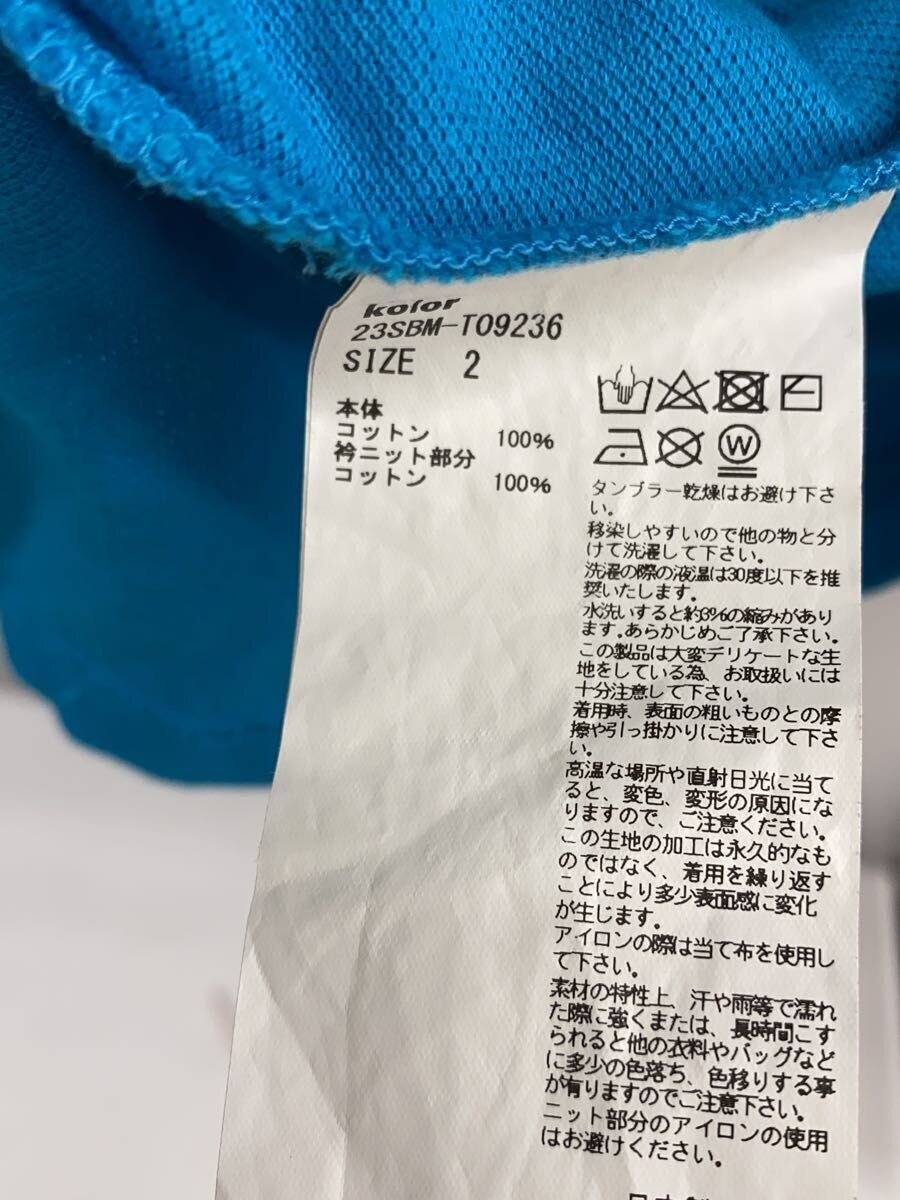 kolor
23SBM-T09236
SIZE 2
本体
コットン 100%
衿ニット部分
コットン 100%
W
タンブラー乾燥はお避け下さ
い。
移染しやすいので他の物と分
けて洗濯して下さい。
洗濯の際の液温は30度以下を推
奨いたします。
水洗いすると約3%の縮みがあり
ます。あらかじめご了承下さい。
この製品は大変デリケートな生
地をしている為、お取扱いには
十分注意して下さい。
着用時、表面の粗いものとの摩
擦や引っ掛かりに注意して下さ
い。
高温な場所や直射日光に当て
ると、変色、変形の原因にな
りますので、ご注意ください。
この生地の加工は永久的なも
のではなく、着用を繰り返す
ことにより多少表面感に変化
が生じます。
アイロンの際は当て布を使用し
て下さい。
素材の特性上、汗や雨等で濡れ
た際に強くまたは、長時間こす
られると他の衣料やバッグなど
に多少の色落ち、色移りする事
が有りますのでご注意下さい。
ニット部分のアイロンの使用
はお避けください。